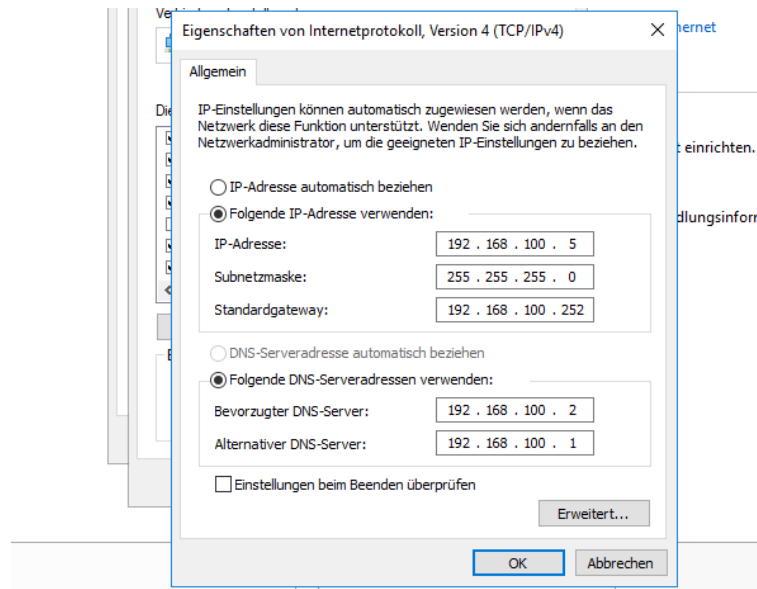 Eigenschaften von Internetprotokoll, Version 4 (TCP/IPv4)
Allgemein
IP-Einstellungen können automatisch zugewiesen werden, wenn das
Netzwerk diese Funktion unterstützt. Wenden Sie sich andernfalls an den
Netzwerkadministrator, um die geeigneten IP-Einstellungen zu beziehen.
IP-Adresse automatisch beziehen
Folgende IP-Adresse verwenden:
IP-Adresse: 192 . 168 . 100 . 5
Subnetzmaske: 255 . 255 . 255 . 0
Standardgateway: 192 . 168 . 100 . 252
DNS-Serveradresse automatisch beziehen
Folgende DNS-Serveradressen verwenden:
Bevorzugter DNS-Server: 192 . 168 . 100 . 2
Alternativer DNS-Server: 192 . 168 . 100 . 1
Einstellungen beim Beenden überprüfen
Erweitert...
OK Abbrechen
einrichten.